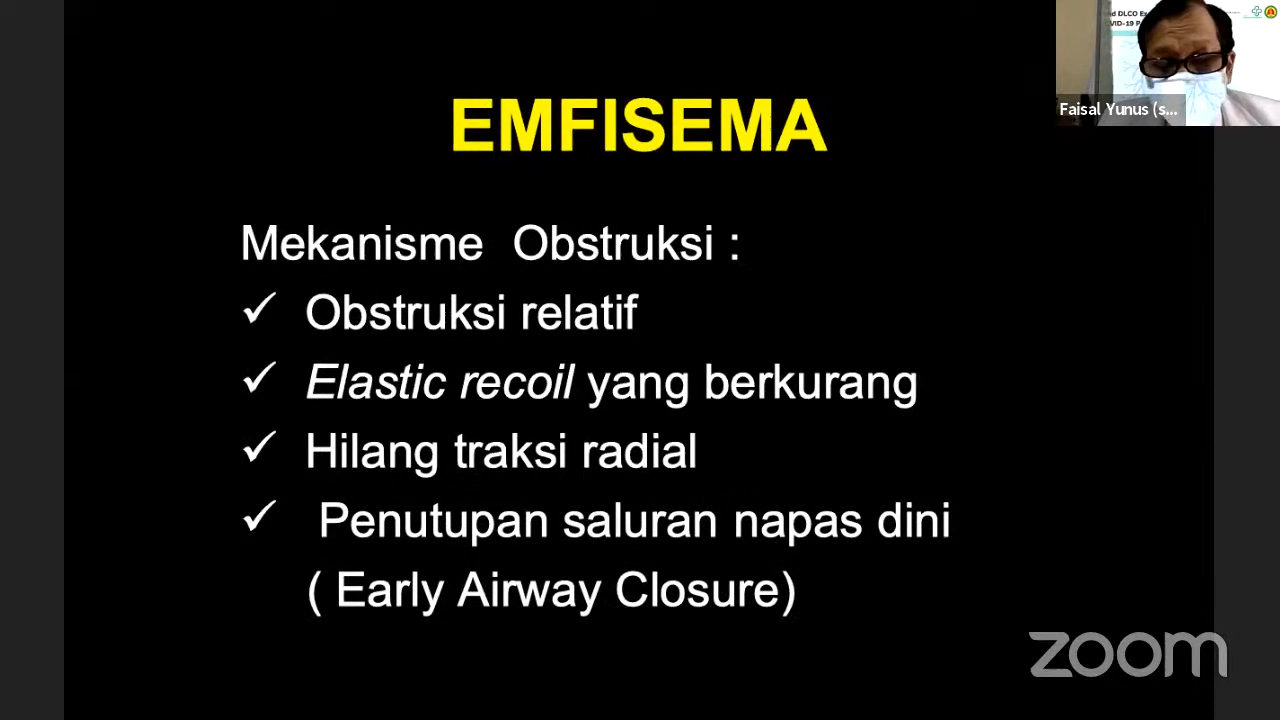 EMFISEMA
Mekanisme Obstruksi :
✓ Obstruksi relatif
✓ Elastic recoil yang berkurang
✓ Hilang traksi radial
✓ Penutupan saluran napas dini
( Early Airway Closure)
Faisal Yunus (s...
zoom